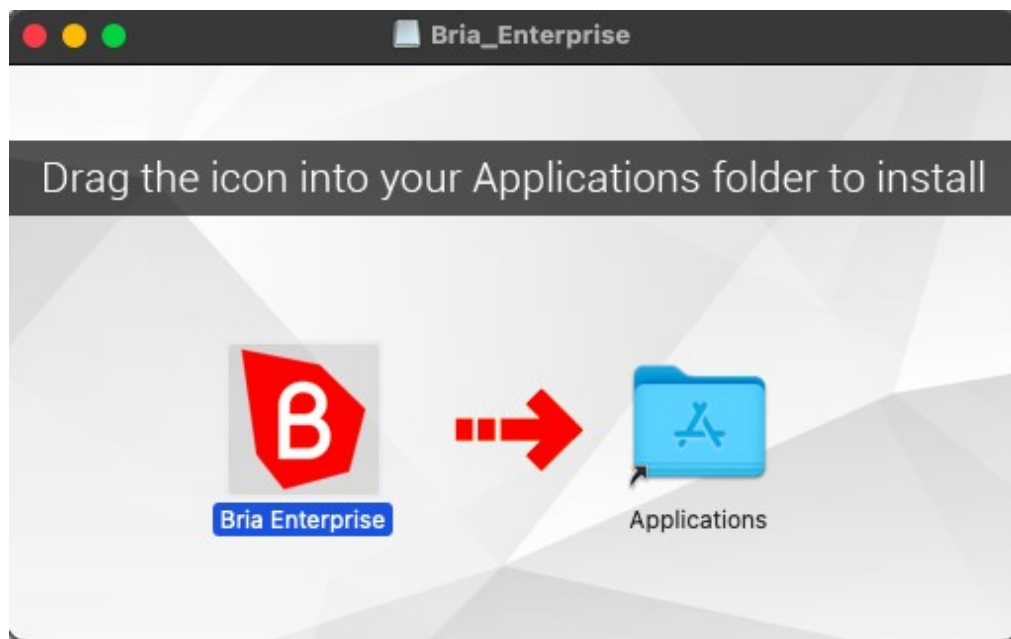 Bria_Enterprise
Drag the icon into your Applications folder to install
B
Bria Enterprise
Applications